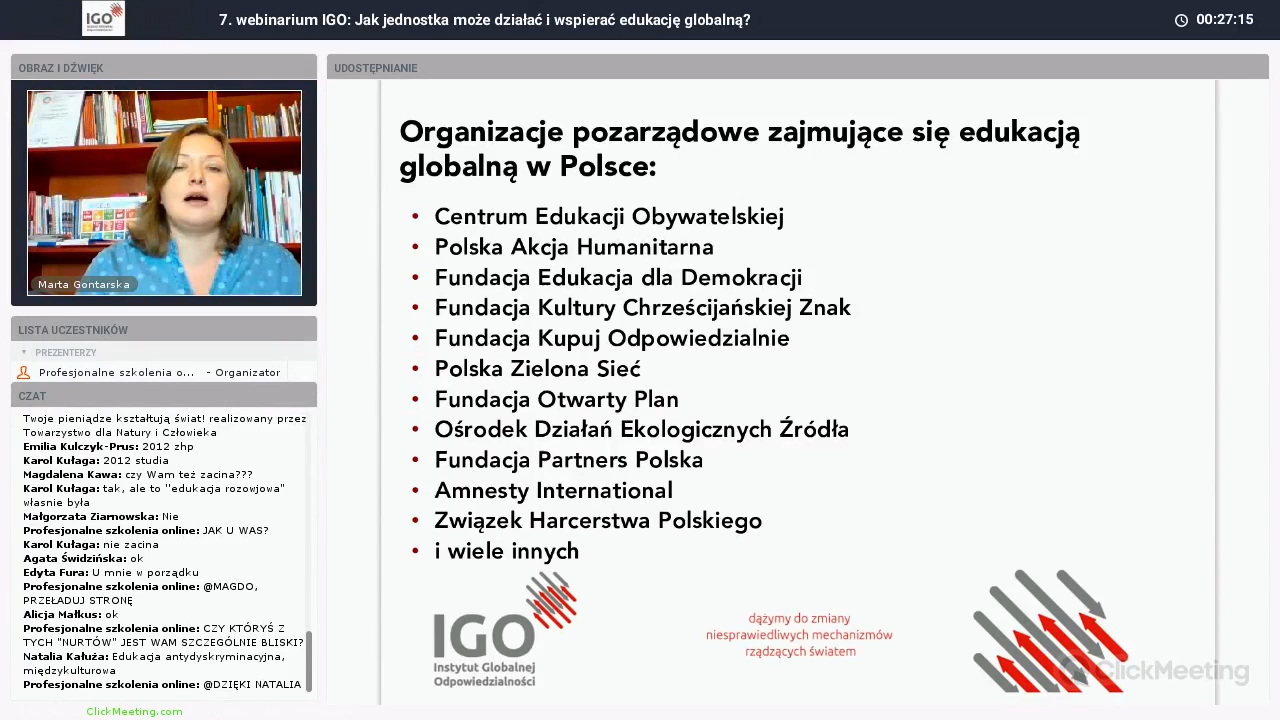 IGO
7. webinarium IGO: Jak jednostka może działać i wspierać edukację globalną?
00:27:15
OBRAZ I DŹWIĘK
Marta Gontarska
LISTA UCZESTNIKÓW
PREZENTERZY
Profesjonalne szkolenia o... - Organizator
CZAT
Twoje pieniądze kształtują świat! realizowany przez
Towarzystwo dla Natury i Człowieka
Emilia Kulczyk-Prus: 2012 zhp
Karol Kułaga: 2012 studia
Magdalena Kawa: czy Wam też zacina???
Karol Kułaga: tak, ale to "edukacja rozowjowa"
własnie była
Małgorzata Ziarnowska: Nie
Profesjonalne szkolenia online: JAK U WAS?
Karol Kułaga: nie zacina
Agata Świdzińska: ok
Edyta Fura: U mnie w porządku
Profesjonalne szkolenia online: @MAGDO,
PRZEŁADUJ STRONĘ
Alicja Małkus: ok
Profesjonalne szkolenia online: CZY KTÓRYŚ Z
TYCH "NURTÓW" JEST WAM SZCZEGÓLNIE BLISKI?
Natalia Kałuża: Edukacja antydyskryminacyjna,
międzykulturowa
Profesjonalne szkolenia online: @DZIĘKI NATALIA
ClickMeeting.com
UDOSTĘPNIANIE
Organizacje pozarządowe zajmujące się edukacją
globalną w Polsce:
• Centrum Edukacji Obywatelskiej
• Polska Akcja Humanitarna
• Fundacja Edukacja dla Demokracji
• Fundacja Kultury Chrześcijańskiej Znak
• Fundacja Kupuj Odpowiedzialnie
• Polska Zielona Sieć
• Fundacja Otwarty Plan
• Ośrodek Działań Ekologicznych Źródła
• Fundacja Partners Polska
• Amnesty International
• Związek Harcerstwa Polskiego
• i wiele innych
IGO
Instytut Globalnej
Odpowiedzialności
dążymy do zmiany
niesprawiedliwych mechanizmów
rządzących światem
ClickMeeting